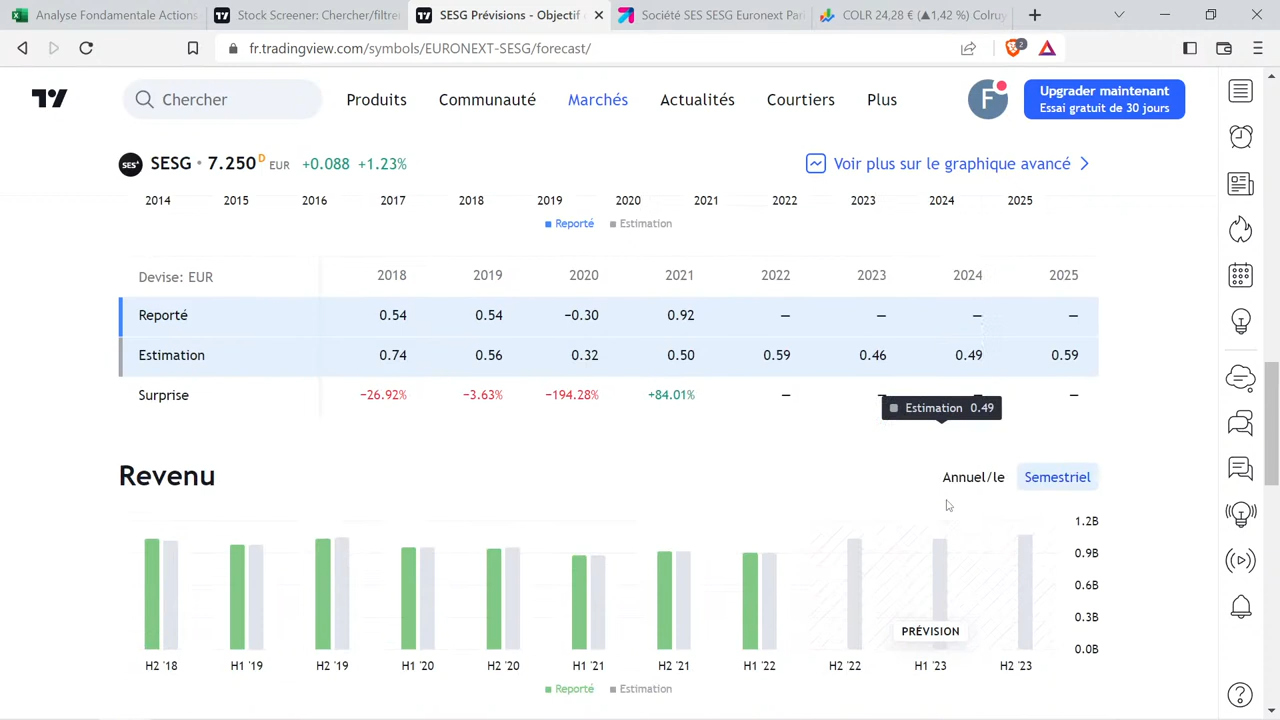 Analyse Fondamentale Actions
Stock Screener: Chercher filtrer
SESG Prévisions - Objectif
Société SES SESG Euronext Pari
COLR 24,28 € (▲1,42 %) Colruy
fr.tradingview.com/symbols/EURONEXT-SESG/forecast/
2
Chercher
Produits
Communauté
Marchés
Actualités
Courtiers
Plus
F
Upgrader maintenant
Essai gratuit de 30 jours
SES
SESG • 7.250 D EUR +0.088 +1.23%
Voir plus sur le graphique avancé
2014 2015 2016 2017 2018 2019 2020 2021 2022 2023 2024 2025
Reporté Estimation
Devise: EUR 2018 2019 2020 2021 2022 2023 2024 2025
Reporté 0.54 0.54 −0.30 0.92 — — — —
Estimation 0.74 0.56 0.32 0.50 0.59 0.46 0.49 0.59
Surprise −26.92% −3.63% −194.28% +84.01% — — — —
Estimation 0.49
Revenu
Annuel/le Semestriel
1.2B
0.9B
0.6B
0.3B
PRÉVISION
0.0B
H2 '18 H1 '19 H2 '19 H1 '20 H2 '20 H1 '21 H2 '21 H1 '22 H2 '22 H1 '23 H2 '23
Reporté Estimation